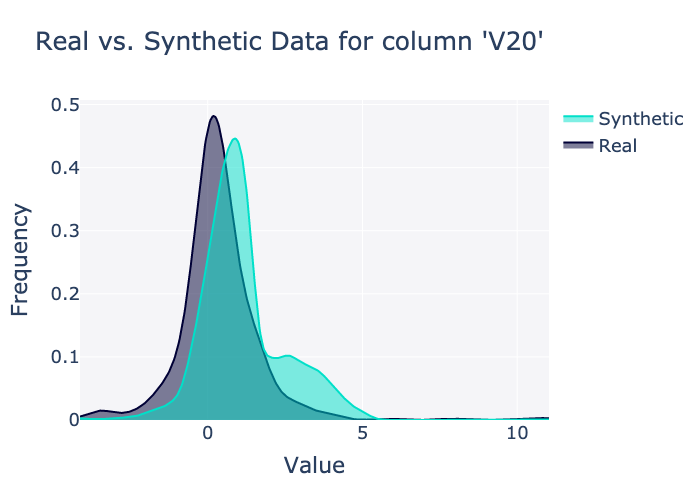 Real vs. Synthetic Data for column 'V20'
Synthetic
Real
Frequency
0.5
0.4
0.3
0.2
0.1
0
0 5 10
Value